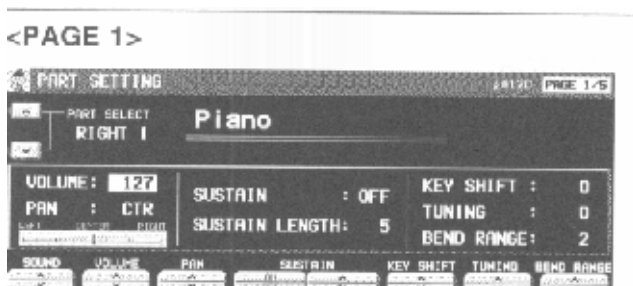 <PAGE 1>
PART SETTING PAGE 1/5
PART SELECT
RIGHT 1
Piano
VOLUME: 127
PAN : CTR
LEFT CENTER RIGHT
SUSTAIN : OFF
SUSTAIN LENGTH: 5
KEY SHIFT : 0
TUNING : 0
BEND RANGE: 2
SOUND VOLUME PAN SUSTAIN KEY SHIFT TUNING BEND RANGE